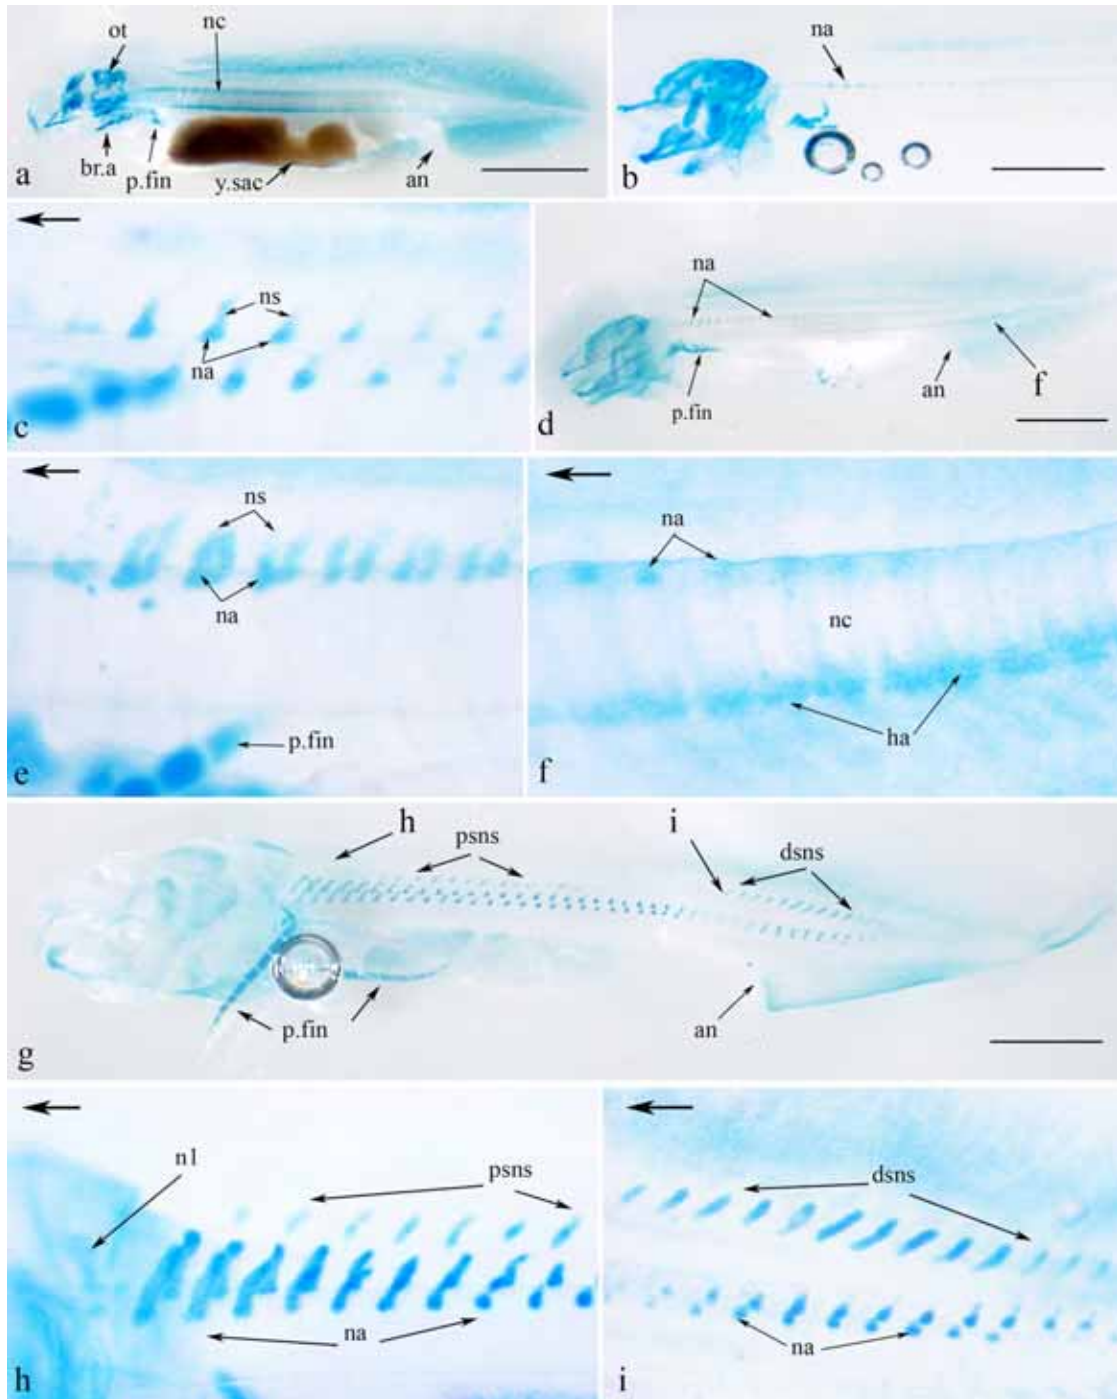 ot
nc
br.a
p.fin
y.sac
an
a
na
b
ns
na
c
na
p.fin
an
f
d
ns
na
p.fin
e
na
nc
ha
f
h
psns
i
dsns
p.fin
an
g
n1
psns
na
h
dsns
na
i